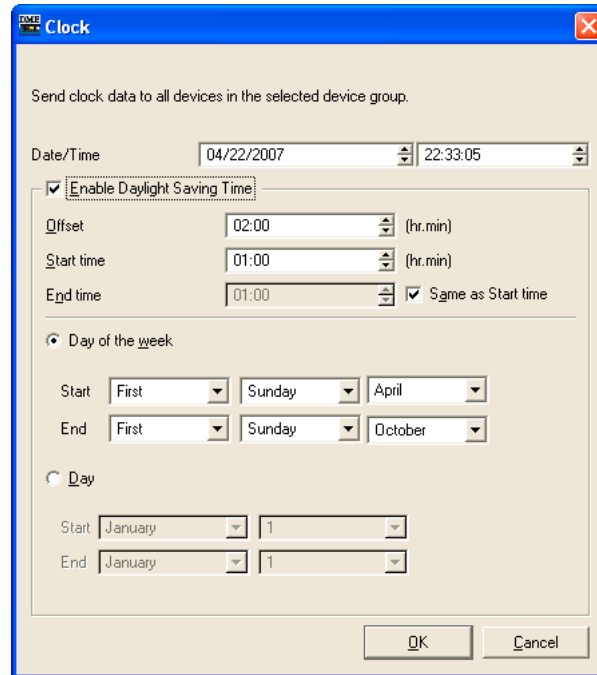 DME
Clock
Send clock data to all devices in the selected device group.
Date/Time 04/22/2007 22:33:05
Enable Daylight Saving Time
Offset 02:00 (hr.min)
Start time 01:00 (hr.min)
End time 01:00 Same as Start time
Day of the week
Start First Sunday April
End First Sunday October
Day
Start January 1
End January 1
OK Cancel